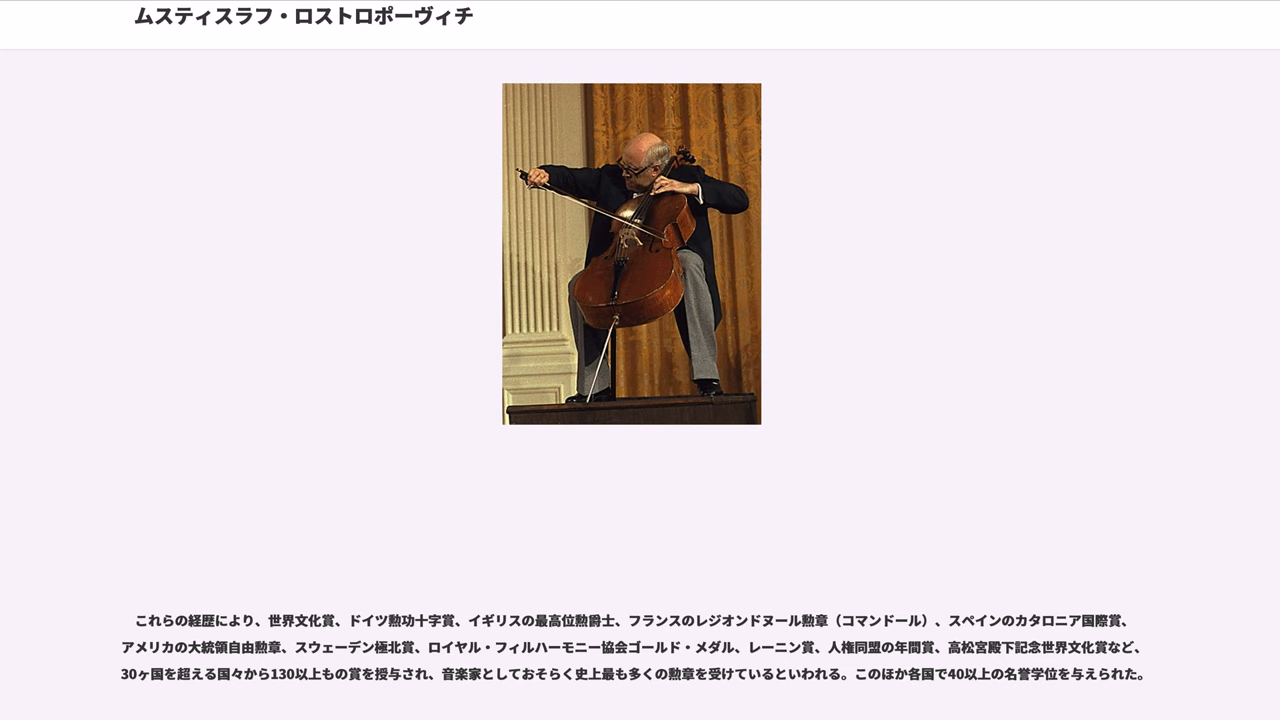 ムスティスラフ・ロストロポーヴィチ
これらの経歴により、世界文化賞、ドイツ勲功十字賞、イギリスの最高位勲爵士、フランスのレジオンドヌール勲章（コマンドール）、スペインのカタロニア国際賞、
アメリカの大統領自由勲章、スウェーデン極北賞、ロイヤル・フィルハーモニー協会ゴールド・メダル、レーニン賞、人権同盟の年間賞、高松宮殿下記念世界文化賞など、
30ヶ国を超える国々から130以上もの賞を授与され、音楽家としておそらく史上最も多くの勲章を受けているといわれる。このほか各国で40以上の名誉学位を与えられた。